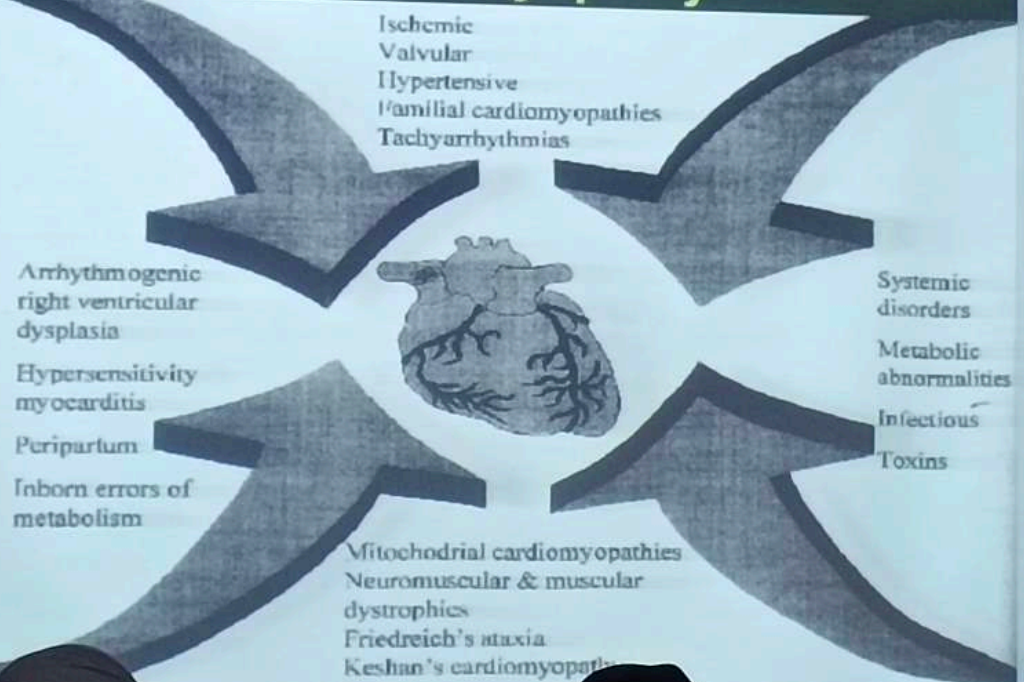 Ischemic
Valvular
Hypertensive
Familial cardiomyopathies
Tachyarrhythmias
Arrhythmogenic
right ventricular
dysplasia
Hypersensitivity
myocarditis
Peripartum
Inborn errors of
metabolism
Systemic
disorders
Metabolic
abnormalities
Infectious
Toxins
Mitochodrial cardiomyopathies
Neuromuscular & muscular
dystrophies
Friedreich's ataxia
Keshan's